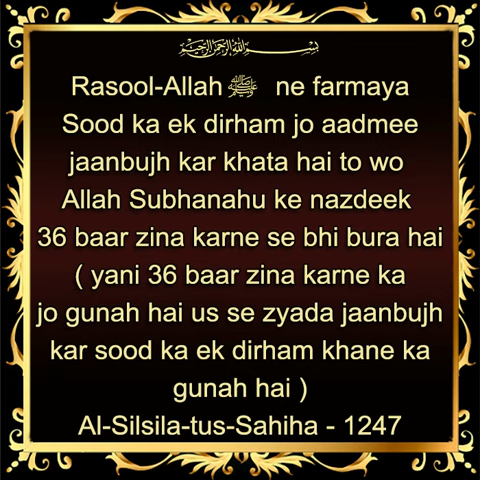 بسم الله الرحمن الرحيم
Rasool-Allah ﷺ ne farmaya
Sood ka ek dirham jo aadmee
jaanbujh kar khata hai to wo
Allah Subhanahu ke nazdeek
36 baar zina karne se bhi bura hai
( yani 36 baar zina karne ka
jo gunah hai us se zyada jaanbujh
kar sood ka ek dirham khane ka
gunah hai )
Al-Silsila-tus-Sahiha - 1247